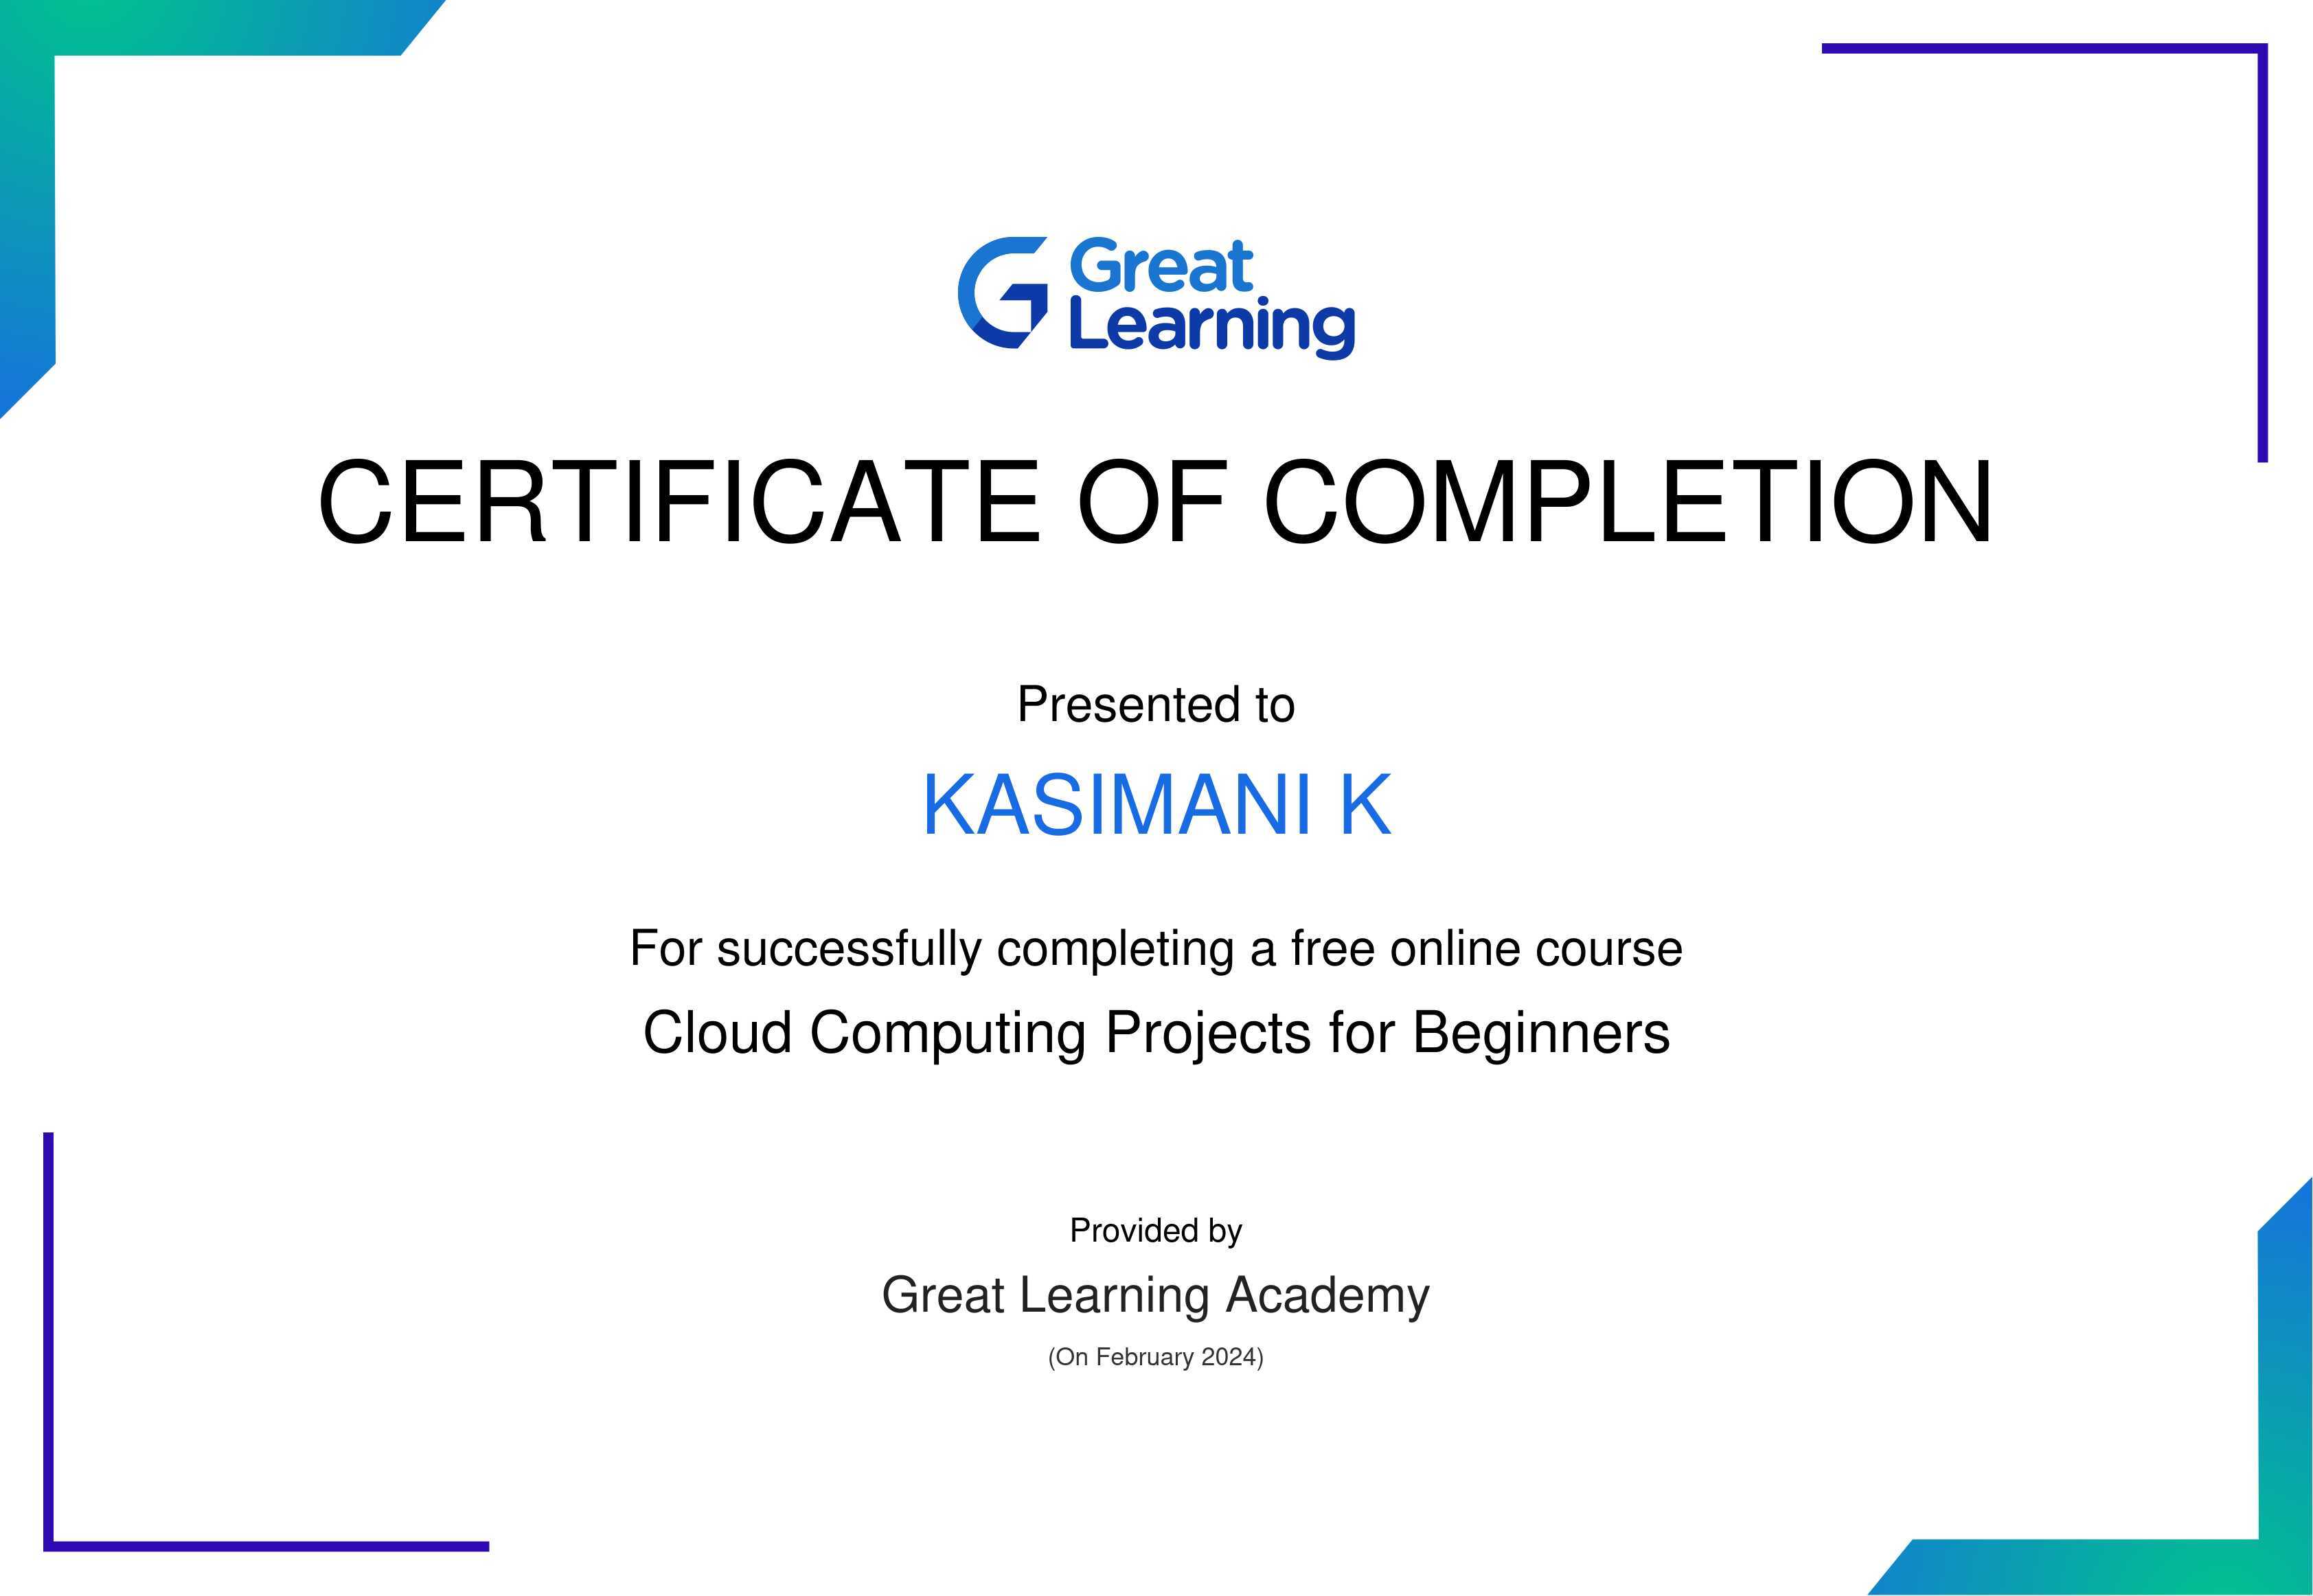 Great
Learning
CERTIFICATE OF COMPLETION
Presented to
KASIMANI K
For successfully completing a free online course
Cloud Computing Projects for Beginners
Provided by
Great Learning Academy
(On February 2024)